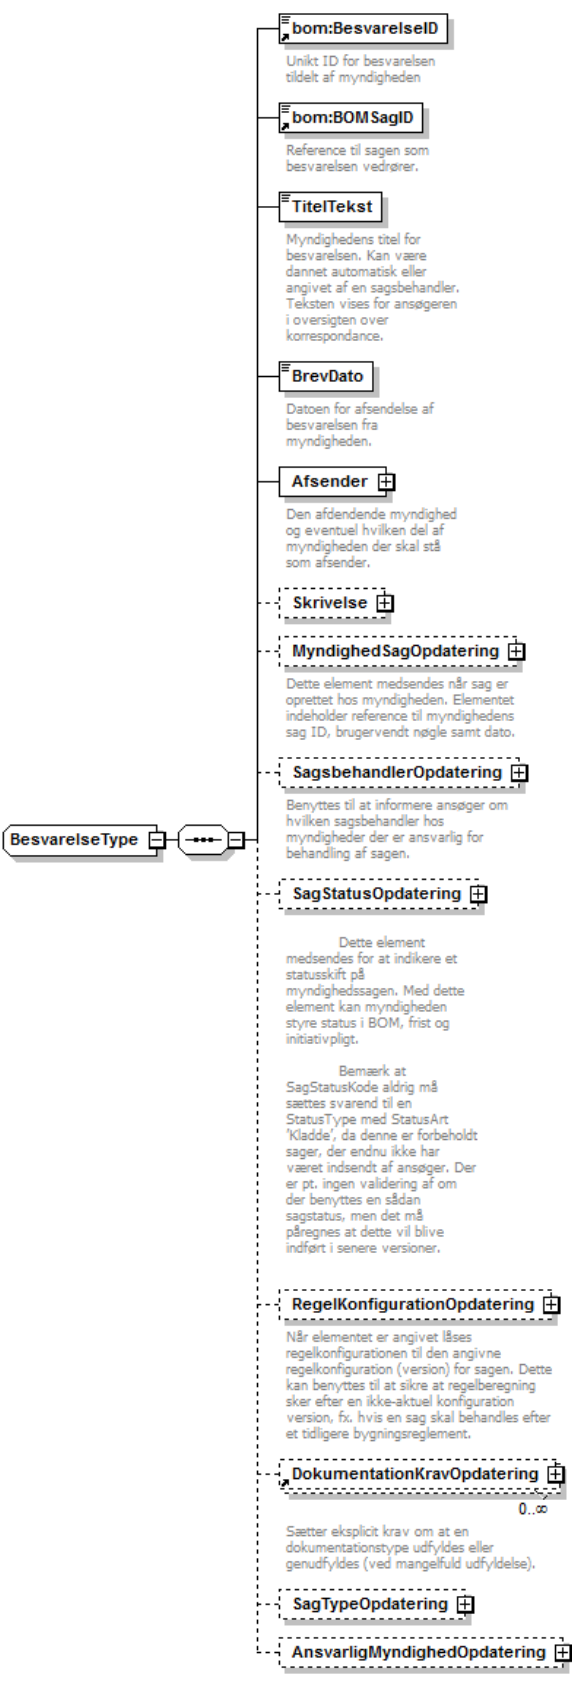 bom:BesvarelseID
Unikt ID for besvarelsen
tildelt af myndigheden
bom:BOMSagID
Reference til sagen som
besvarelsen vedrører.
TitelTekst
Myndighedens titel for
besvarelsen. Kan være
dannet automatisk eller
angivet af en sagsbehandler.
Teksten vises for ansøgeren
i oversigten over
korrespondance.
BrevDato
Datoen for afsendelse af
besvarelsen fra
myndigheden.
Afsender
Den afdendende myndighed
og eventuel hvilken del af
myndigheden der skal stå
som afsender.
Skrivelse
MyndighedSagOpdatering
Dette element medsendes når sag er
oprettet hos myndigheden. Elementet
indeholder reference til myndighedens
sag ID, brugervendt nøgle samt dato.
SagsbehandlerOpdatering
Benyttes til at informere ansøger om
hvilken sagsbehandler hos
myndigheder der er ansvarlig for
behandling af sagen.
BesvarelseType
SagStatusOpdatering
Dette element
medsendes for at indikere et
statusskift på
myndighedssagen. Med dette
element kan myndigheden
styre status i BOM, frist og
initiativpligt.
Bemærk at
SagStatusKode aldrig må
sættes svarend til en
StatusType med StatusArt
'Kladde', da denne er forbeholdt
sager, der endnu ikke har
været indsendt af ansøger. Der
er pt. ingen validering af om
der benyttes en sådan
sagstatus, men det må
påregnes at dette vil blive
indført i senere versioner.
RegelKonfigurationOpdatering
Når elementet er angivet låses
regelkonfigurationen til den angivne
regelkonfiguration (version) for sagen. Dette
kan benyttes til at sikre at regelberegning
sker efter en ikke-aktuel konfiguration
version, fx. hvis en sag skal behandles efter
et tidligere bygningsreglement.
DokumentationKravOpdatering
0..∞
Sætter eksplicit krav om at en
dokumentationstype udfyldes eller
genudfyldes (ved mangelfuld udfyldelse).
SagTypeOpdatering
AnsvarligMyndighedOpdatering